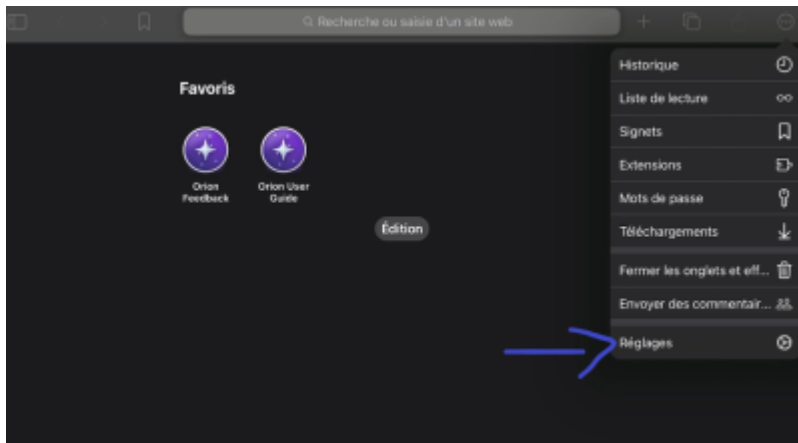 Recherche ou saisie d'un site web
Favoris
Orion
Feedback
Orion User
Guide
Édition
Historique
Liste de lecture
Signets
Extensions
Mots de passe
Téléchargements
Fermer les onglets et eff...
Envoyer des commentair...
Réglages